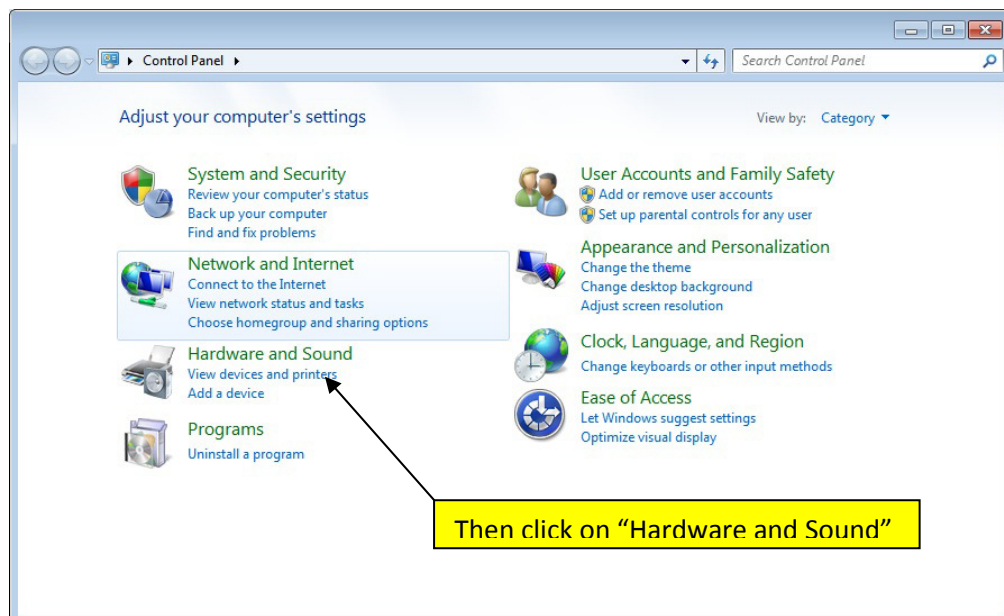 Control Panel
Search Control Panel
Adjust your computer's settings
View by: Category
System and Security
Review your computer's status
Back up your computer
Find and fix problems
Network and Internet
Connect to the Internet
View network status and tasks
Choose homegroup and sharing options
Hardware and Sound
View devices and printers
Add a device
Programs
Uninstall a program
User Accounts and Family Safety
Add or remove user accounts
Set up parental controls for any user
Appearance and Personalization
Change the theme
Change desktop background
Adjust screen resolution
Clock, Language, and Region
Change keyboards or other input methods
Ease of Access
Let Windows suggest settings
Optimize visual display
Then click on “Hardware and Sound”